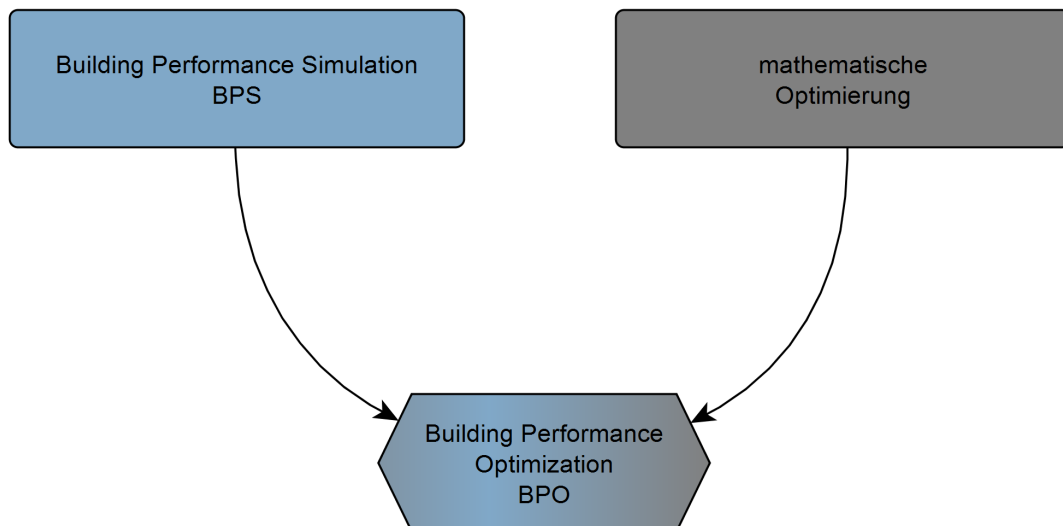 Building Performance Simulation
BPS
mathematische
Optimierung
Building Performance
Optimization
BPO